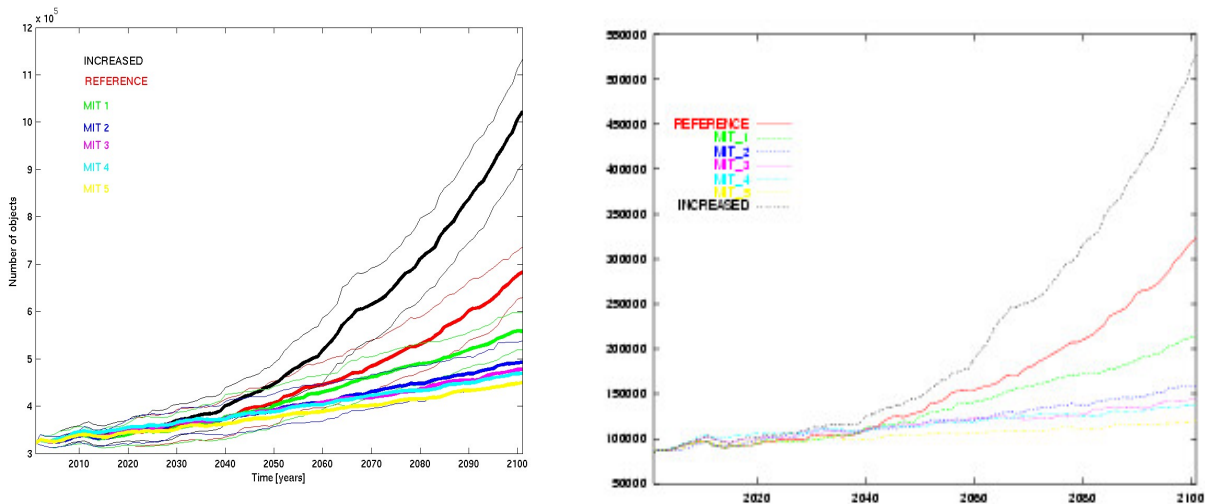 12 x 10⁵
11
10
9
8
7
6
5
4
3
Number of objects
INCREASED
REFERENCE
MIT 1
MIT 2
MIT 3
MIT 4
MIT 5
2010 2020 2030 2040 2050 2060 2070 2080 2090 2100
Time [years]
550000
500000
450000
400000
350000
300000
250000
200000
150000
100000
50000
REFERENCE
MIT_1
MIT_2
MIT_3
MIT_4
MIT_5
INCREASED
2020 2040 2060 2080 2100